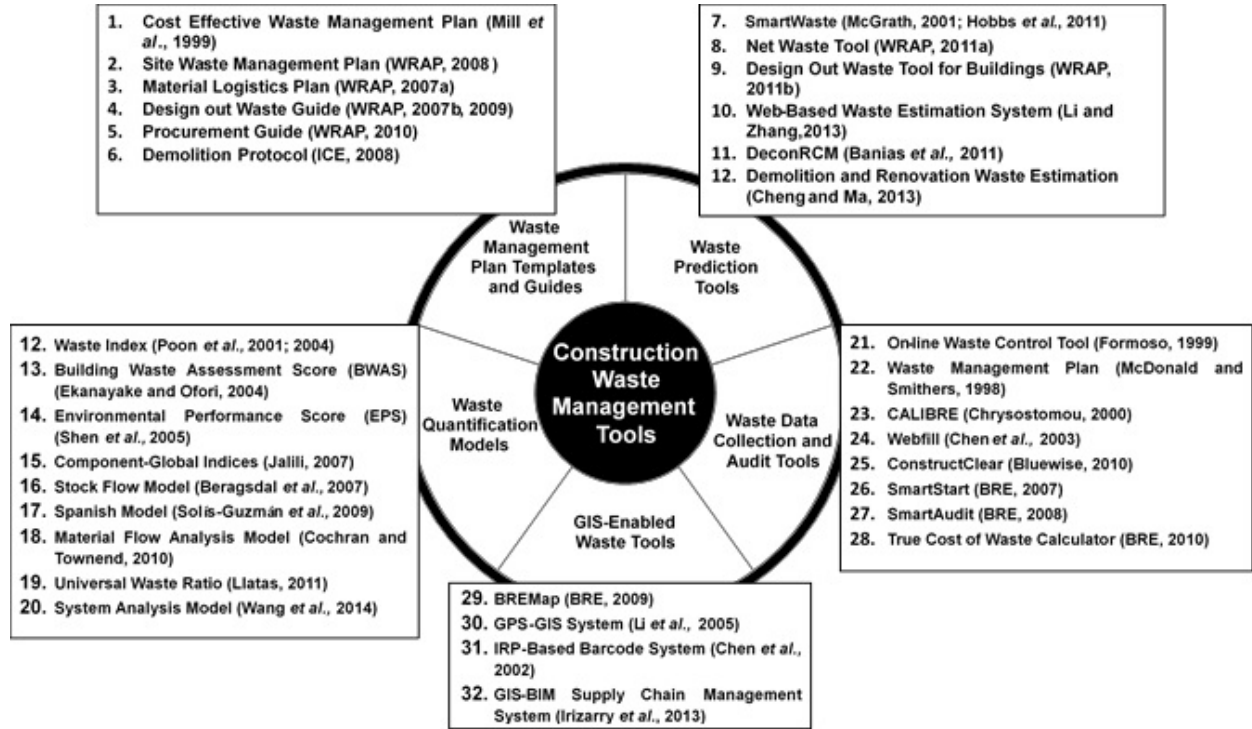 1. Cost Effective Waste Management Plan (Mill et
al., 1999)
2. Site Waste Management Plan (WRAP, 2008)
3. Material Logistics Plan (WRAP, 2007a)
4. Design out Waste Guide (WRAP, 2007b, 2009)
5. Procurement Guide (WRAP, 2010)
6. Demolition Protocol (ICE, 2008)
7. SmartWaste (McGrath, 2001; Hobbs et al., 2011)
8. Net Waste Tool (WRAP, 2011a)
9. Design Out Waste Tool for Buildings (WRAP,
2011b)
10. Web-Based Waste Estimation System (Li and
Zhang,2013)
11. DeconRCM (Banias et al., 2011)
12. Demolition and Renovation Waste Estimation
(Cheng and Ma, 2013)
Waste
Management
Plan Templates
and Guides
Waste
Prediction
Tools
Construction
Waste
Management
Tools
Waste
Quantification
Models
Waste Data
Collection and
Audit Tools
GIS-Enabled
Waste Tools
12. Waste Index (Poon et al., 2001; 2004)
13. Building Waste Assessment Score (BWAS)
(Ekanayake and Ofori, 2004)
14. Environmental Performance Score (EPS)
(Shen et al., 2005)
15. Component-Global Indices (Jalili, 2007)
16. Stock Flow Model (Beragsdal et al., 2007)
17. Spanish Model (Solís-Guzmán et al., 2009)
18. Material Flow Analysis Model (Cochran and
Townend, 2010)
19. Universal Waste Ratio (Llatas, 2011)
20. System Analysis Model (Wang et al., 2014)
21. On-line Waste Control Tool (Formoso, 1999)
22. Waste Management Plan (McDonald and
Smithers, 1998)
23. CALIBRE (Chrysostomou, 2000)
24. Webfill (Chen et al., 2003)
25. ConstructClear (Bluewise, 2010)
26. SmartStart (BRE, 2007)
27. SmartAudit (BRE, 2008)
28. True Cost of Waste Calculator (BRE, 2010)
29. BREMap (BRE, 2009)
30. GPS-GIS System (Li et al., 2005)
31. IRP-Based Barcode System (Chen et al.,
2002)
32. GIS-BIM Supply Chain Management
System (Irizarry et al., 2013)